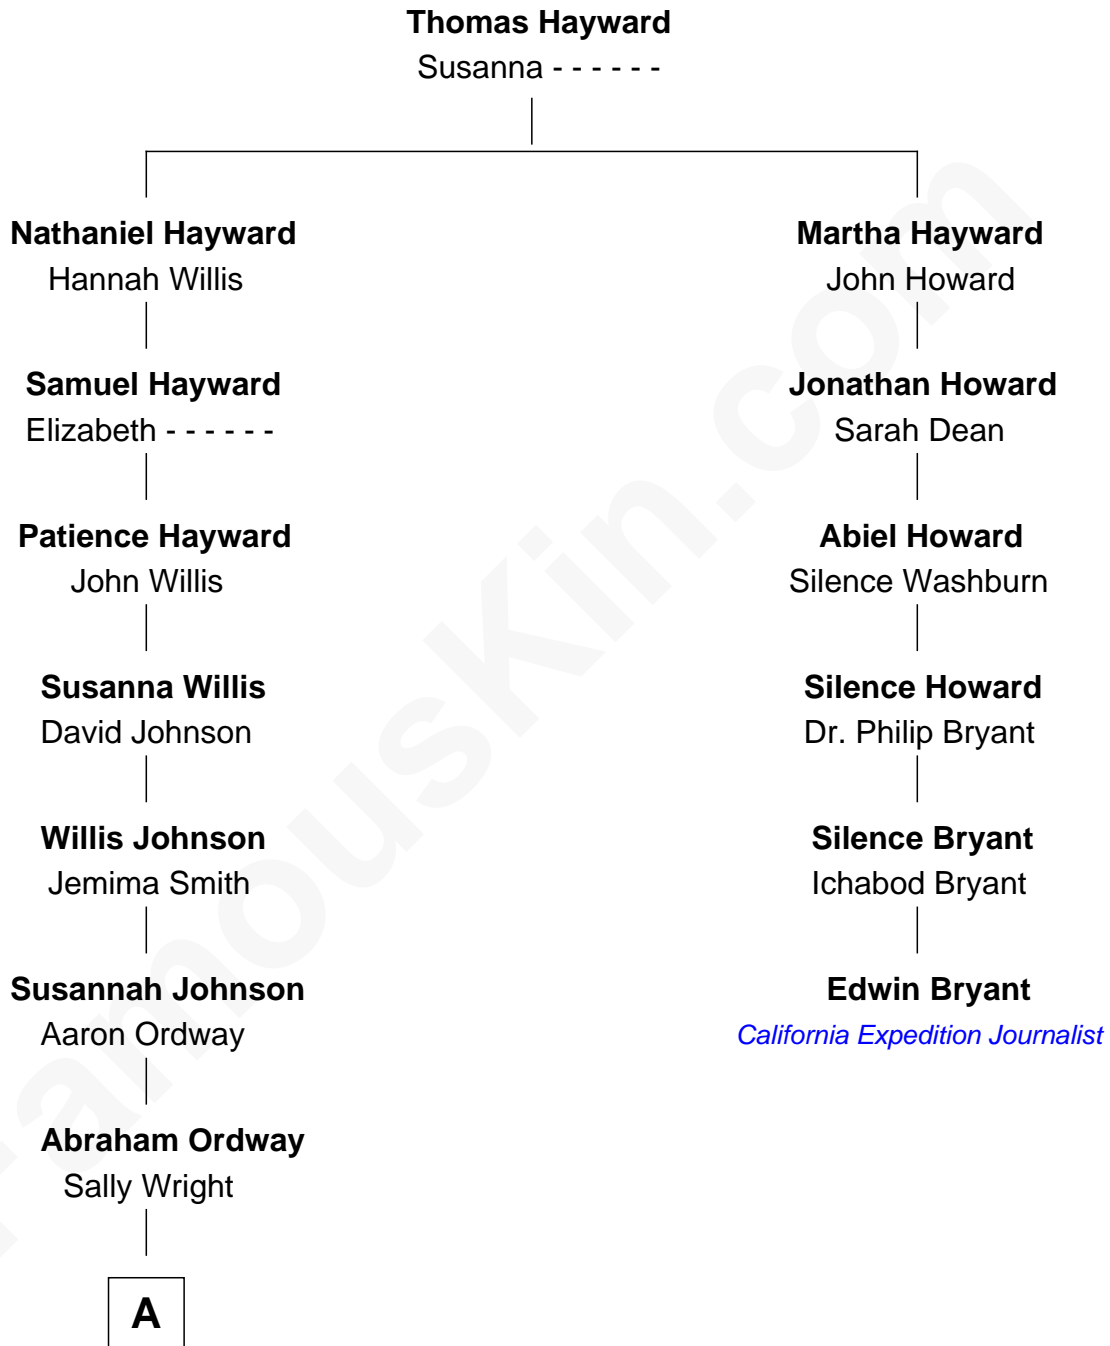 Thomas Hayward
Susanna - - - - - -
Nathaniel Hayward
Hannah Willis
Martha Hayward
John Howard
Samuel Hayward
Elizabeth - - - - - -
Jonathan Howard
Sarah Dean
Patience Hayward
John Willis
Abiel Howard
Silence Washburn
Susanna Willis
David Johnson
Silence Howard
Dr. Philip Bryant
Willis Johnson
Jemima Smith
Silence Bryant
Ichabod Bryant
Susannah Johnson
Aaron Ordway
Edwin Bryant
California Expedition Journalist
Abraham Ordway
Sally Wright
A
FamousKin.com